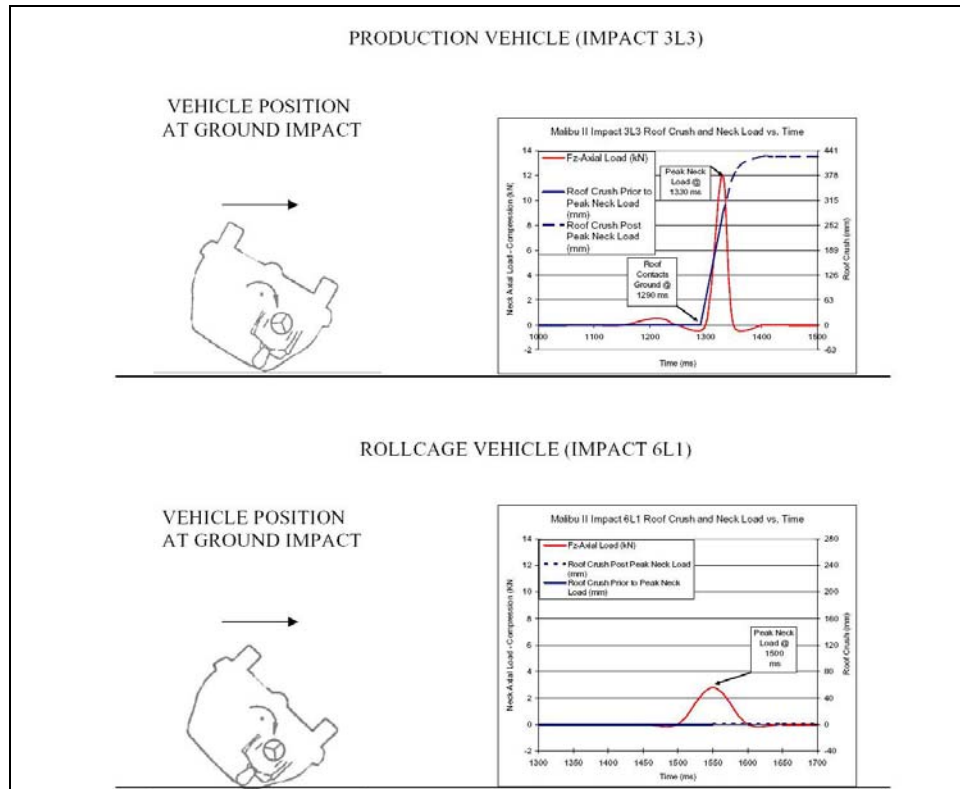 PRODUCTION VEHICLE (IMPACT 3L3)
VEHICLE POSITION
AT GROUND IMPACT
Malibu II Impact 3L3 Roof Crush and Neck Load vs. Time
Fz-Axial Load (kN)
Roof Crush Prior to
Peak Neck Load
(mm)
Roof Crush Post
Peak Neck Load
(mm)
Peak Neck
Load @
1330 ms
Roof
Contacts
Ground @
1290 ms
Neck Axial Load - Compression (kN)
14
12
10
8
6
4
2
0
-2
441
378
315
252
189
126
63
0
-63
Roof Crush (mm)
1000
1100
1200
1300
1400
1500
Time (ms)
ROLLCAGE VEHICLE (IMPACT 6L1)
VEHICLE POSITION
AT GROUND IMPACT
Malibu II Impact 6L1 Roof Crush and Neck Load vs. Time
Fz-Axial Load (kN)
Roof Crush Post Peak Neck Load
(mm)
Roof Crush Prior to Peak Neck
Load (mm)
Peak Neck
Load @
1500
ms
Neck Axial Load - Compression (KN
14
12
10
8
6
4
2
0
-2
280
240
200
160
120
80
40
0
-40
Roof Crush (mm)
1300
1350
1400
1450
1500
1550
1600
1650
1700
Time (ms)